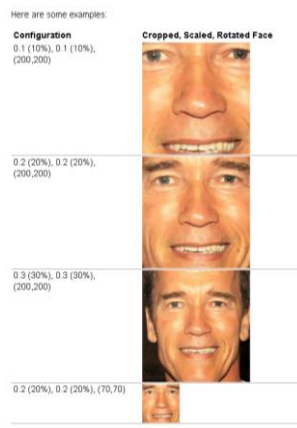 Here are some examples:
Configuration Cropped, Scaled, Rotated Face
0.1 (10%), 0.1 (10%),
(200,200)
0.2 (20%), 0.2 (20%),
(200,200)
0.3 (30%), 0.3 (30%),
(200,200)
0.2 (20%), 0.2 (20%), (70,70)